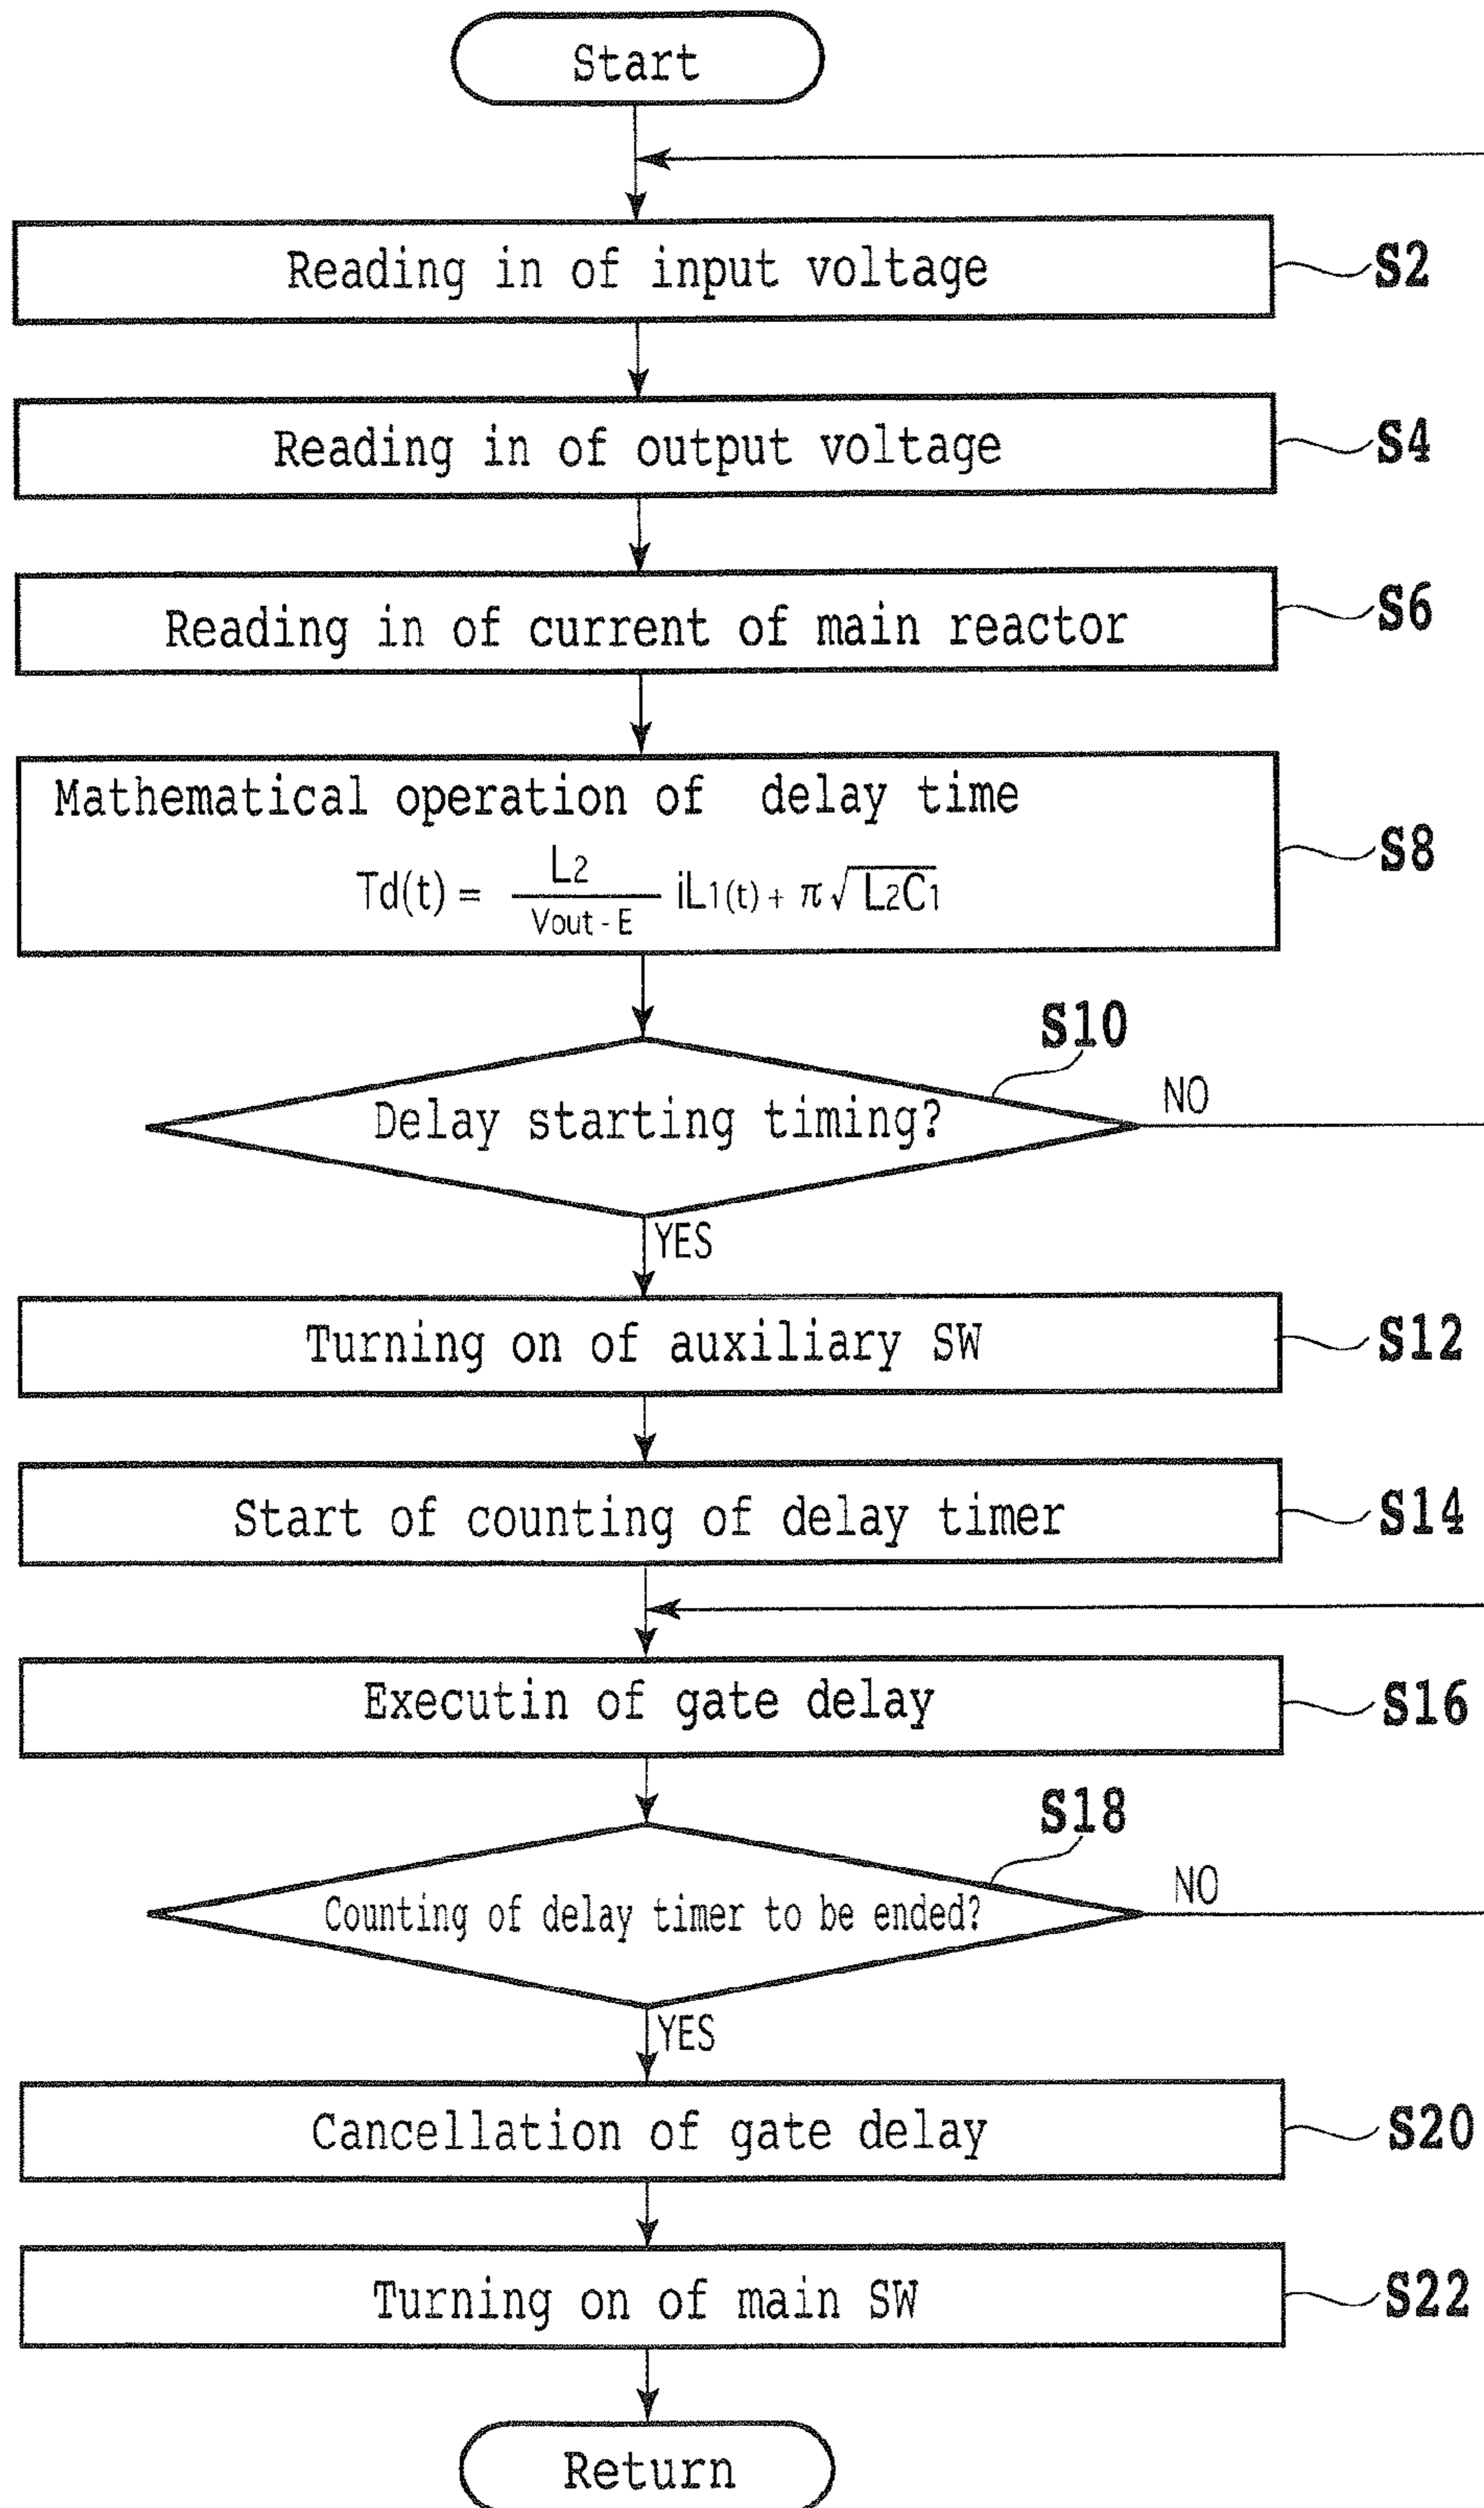 Start
Reading in of input voltage
S2
Reading in of output voltage
S4
Reading in of current of main reactor
S6
Mathematical operation of delay time
Td(t) = L2 / Vout - E iL1(t) + π√L2C1
S8
S10
Delay starting timing?
NO
YES
Turning on of auxiliary SW
S12
Start of counting of delay timer
S14
Executin of gate delay
S16
S18
Counting of delay timer to be ended?
NO
YES
Cancellation of gate delay
S20
Turning on of main SW
S22
Return